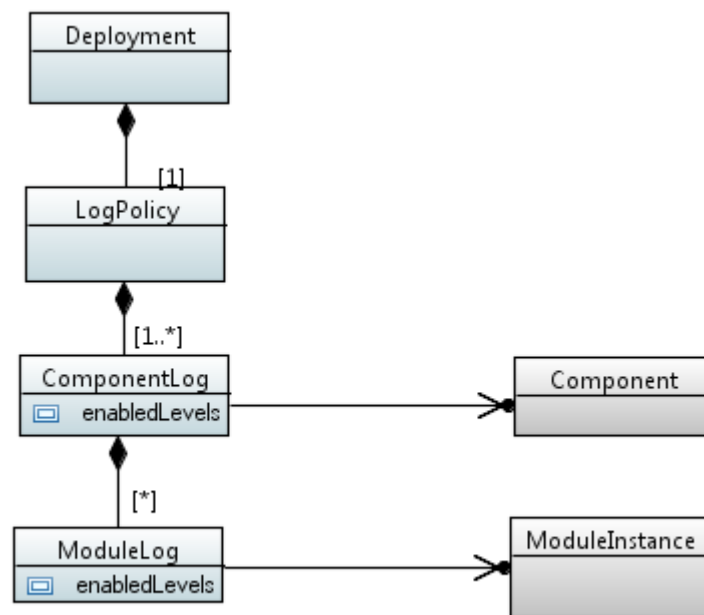 Deployment
[1]
LogPolicy
[1..*]
ComponentLog
enabledLevels
Component
[*]
ModuleLog
enabledLevels
ModuleInstance